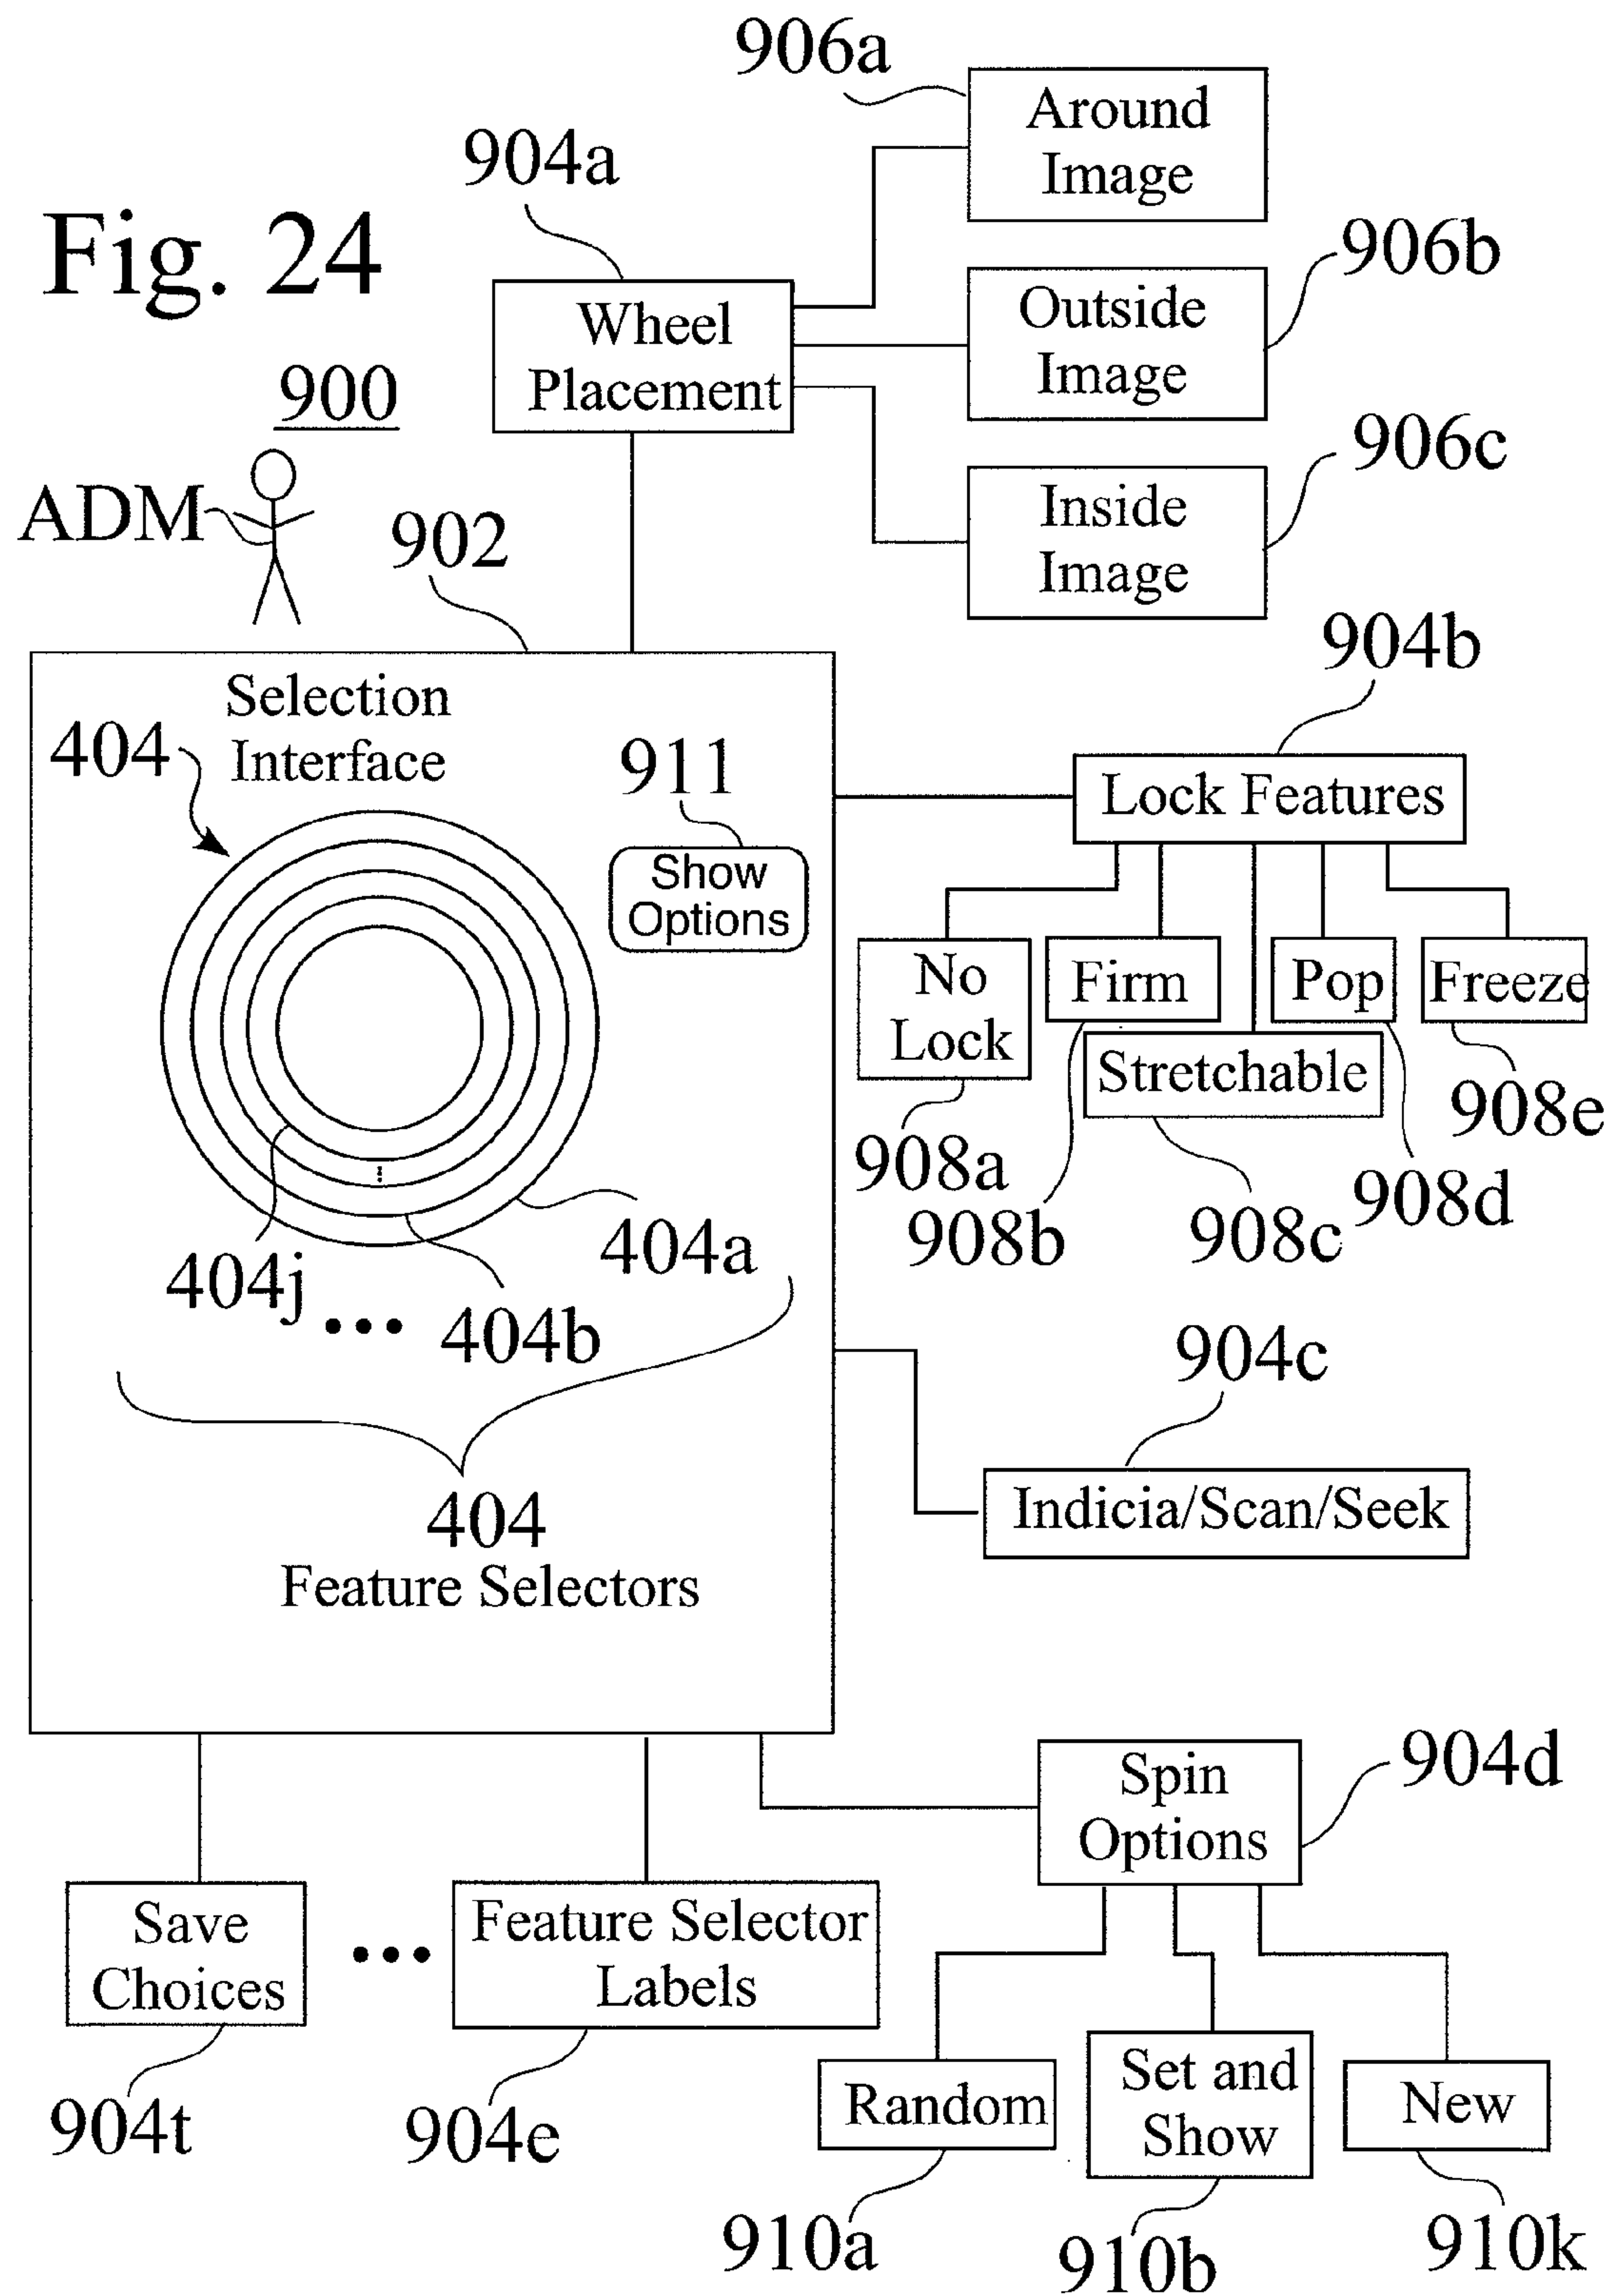 906a
Around
Image
904a
Fig. 24
906b
Wheel
Placement
Outside
Image
900
906c
ADM
Inside
Image
902
904b
Selection
Interface
404
911
Show
Options
Lock Features
No
Lock
Firm
Pop
Freeze
Stretchable
908a
908b
908c
908d
908e
404a
404j
...
404b
904c
404
Feature Selectors
Indicia/Scan/Seek
904d
Spin
Options
Save
Choices
...
Feature Selector
Labels
904t
904e
Random
Set and
Show
New
910a
910b
910k